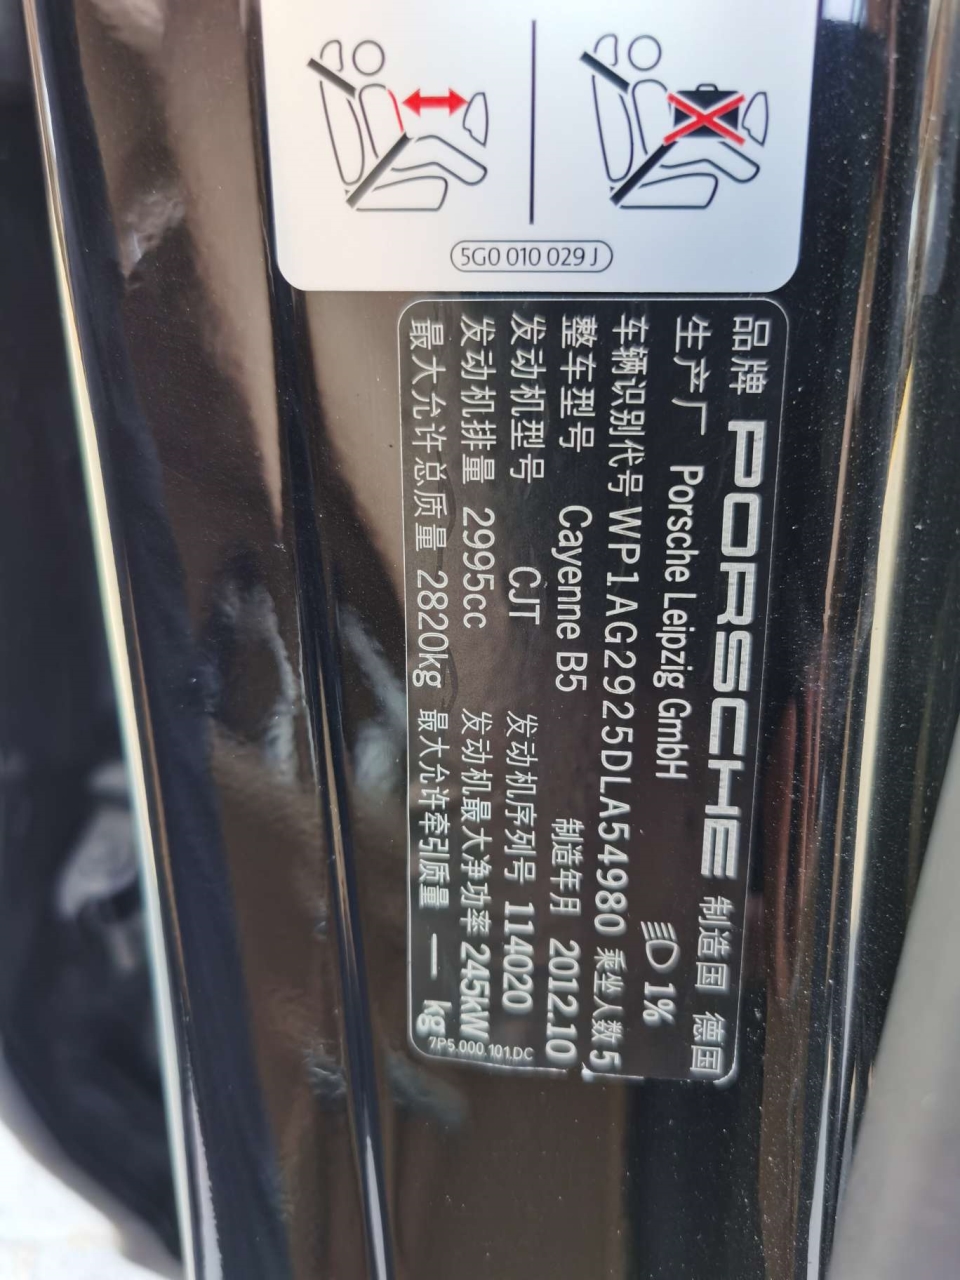 5G0 010 029 J
品牌 PORSCHE 制造国 德国
生产厂 Porsche Leipzig GmbH 1%
车辆识别代号 WP1AG2925DLA54980 乘坐人数 5
整车型号 Cayenne B5 制造年月 2012.10
发动机型号 CJT 发动机序列号 114020
发动机排量 2995cc 发动机最大净功率 245kW
最大允许总质量 2820kg 最大允许牵引质量 — kg
7P5.000.101.DC